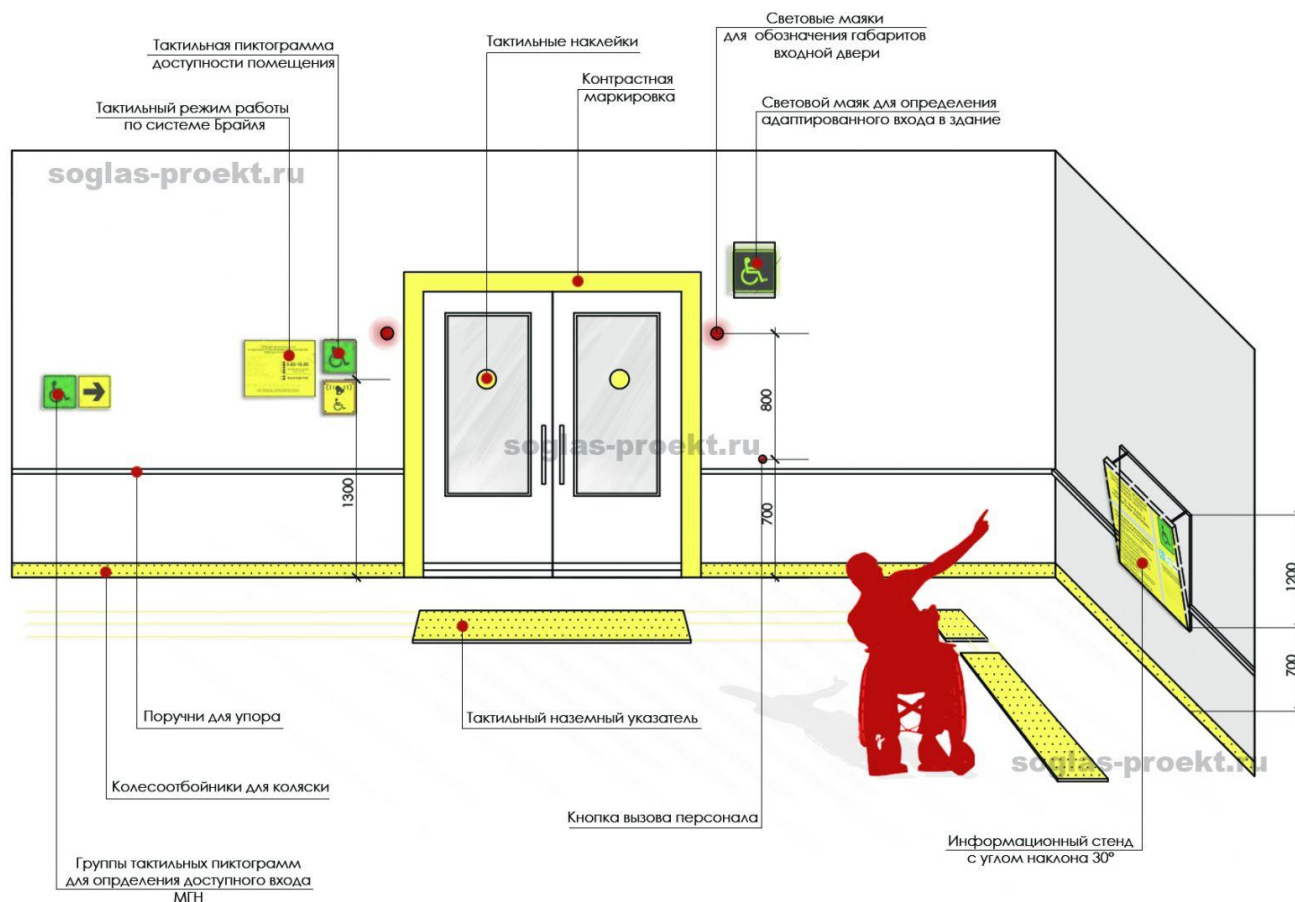 Световые маяки
для обозначения габаритов
входной двери
Тактильная пиктограмма
доступности помещения
Тактильные наклейки
Контрастная
маркировка
Тактильный режим работы
по системе Брайля
Световой маяк для определения
адаптированного входа в здание
soglas-proekt.ru
soglas-proekt.ru
800
1300
700
1200
700
Поручни для упора
Тактильный наземный указатель
soglas-proekt.ru
Колесоотбойники для коляски
Кнопка вызова персонала
Информационный стенд
с углом наклона 30°
Группы тактильных пиктограмм
для опрделения доступного входа
МГН